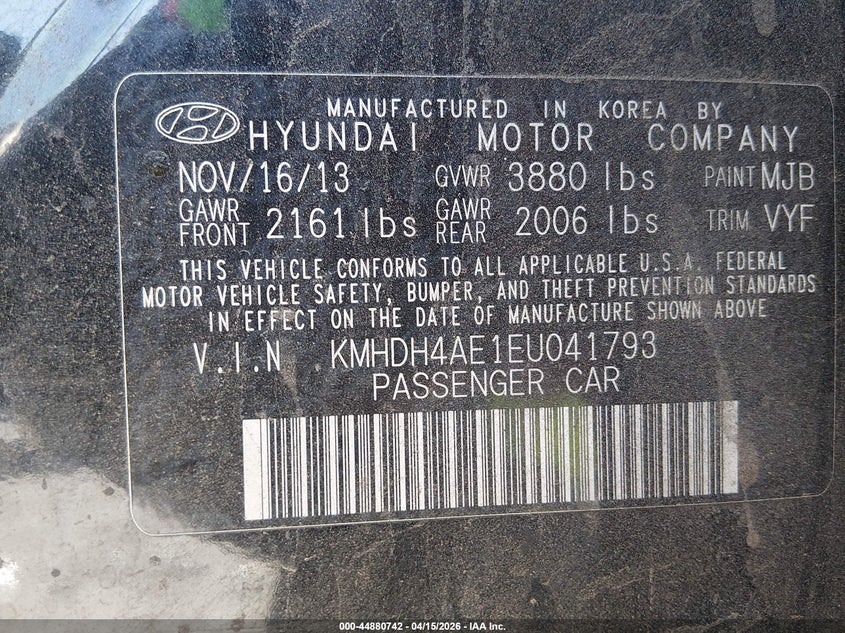 MANUFACTURED IN KOREA BY
HYUNDAI MOTOR COMPANY
NOV/16/13 GVWR 3880 lbs PAINT MJB
GAWR FRONT 2161 lbs GAWR REAR 2006 lbs TRIM VYF
THIS VEHICLE CONFORMS TO ALL APPLICABLE U.S.A. FEDERAL
MOTOR VEHICLE SAFETY, BUMPER, AND THEFT PREVENTION STANDARDS
IN EFFECT ON THE DATE OF MANUFACTURE SHOWN ABOVE
V.I.N KMHDH4AE1EU041793
PASSENGER CAR
000-44880742 - 04/15/2026 - IAA Inc.